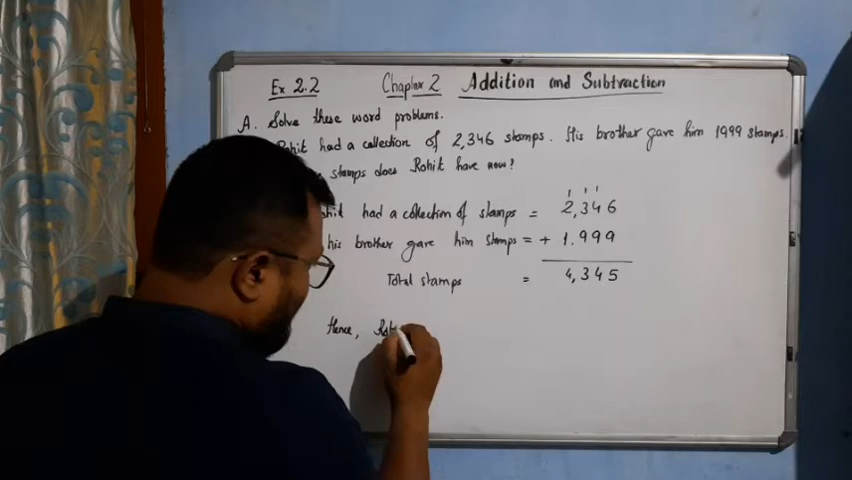 Ex 2.2 Chapter 2 Addition and Subtraction
A. Solve these word problems.
Rohit had a collection of 2,346 stamps. His brother gave him 1999 stamps.
stamps does Rohit have now?
had a collection of stamps = 2,346
his brother gave him stamps = + 1.999
Total stamps = 4,345
Hence,